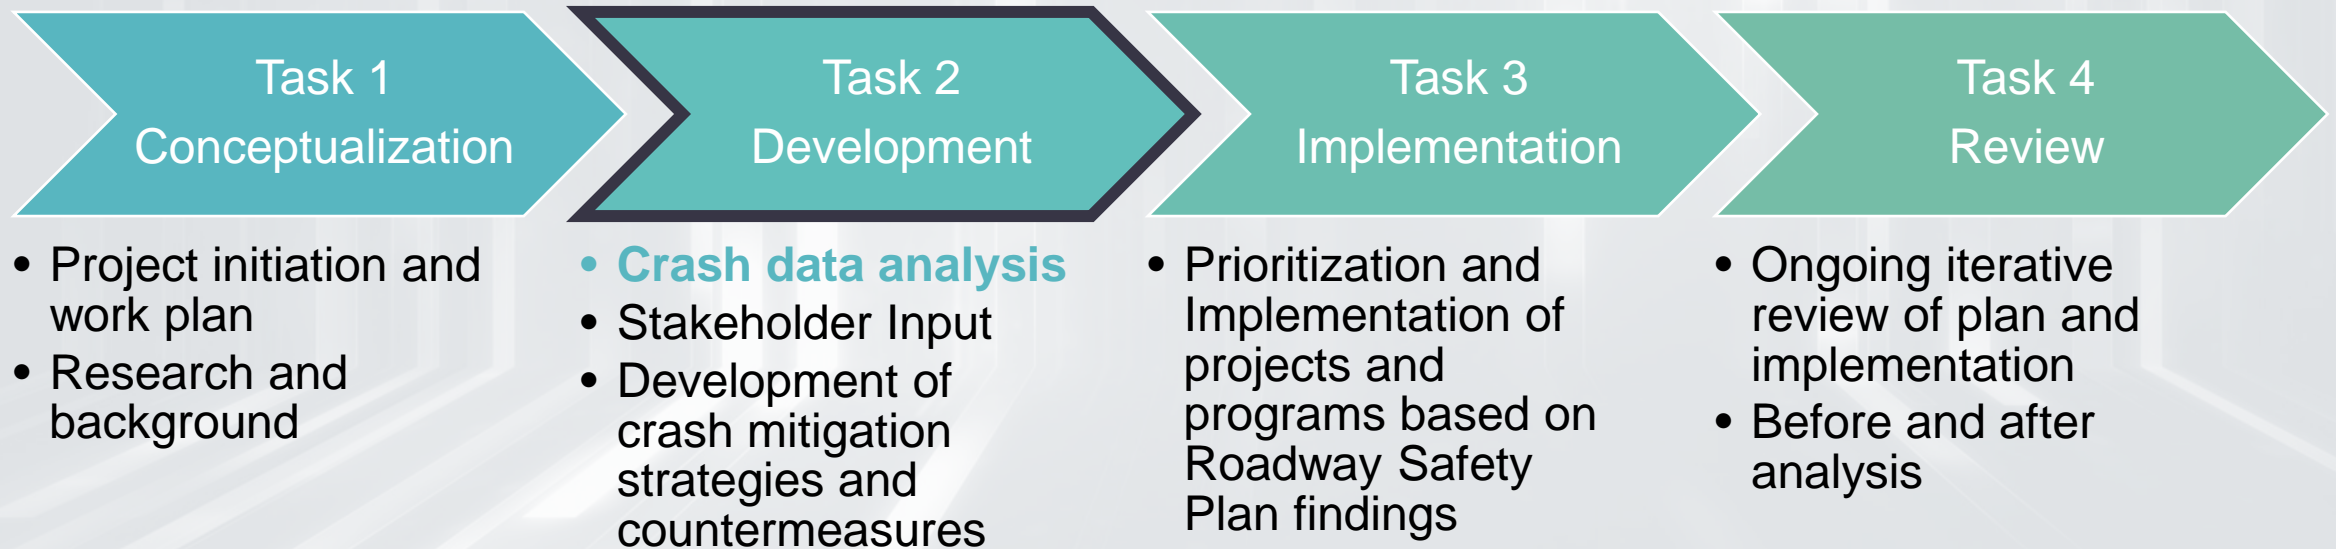 Task 1
Conceptualization
Task 2
Development
Task 3
Implementation
Task 4
Review
• Project initiation and
work plan
• Research and
background
• Crash data analysis
• Stakeholder Input
• Development of
crash mitigation
strategies and
countermeasures
• Prioritization and
Implementation of
projects and
programs based on
Roadway Safety
Plan findings
• Ongoing iterative
review of plan and
implementation
• Before and after
analysis